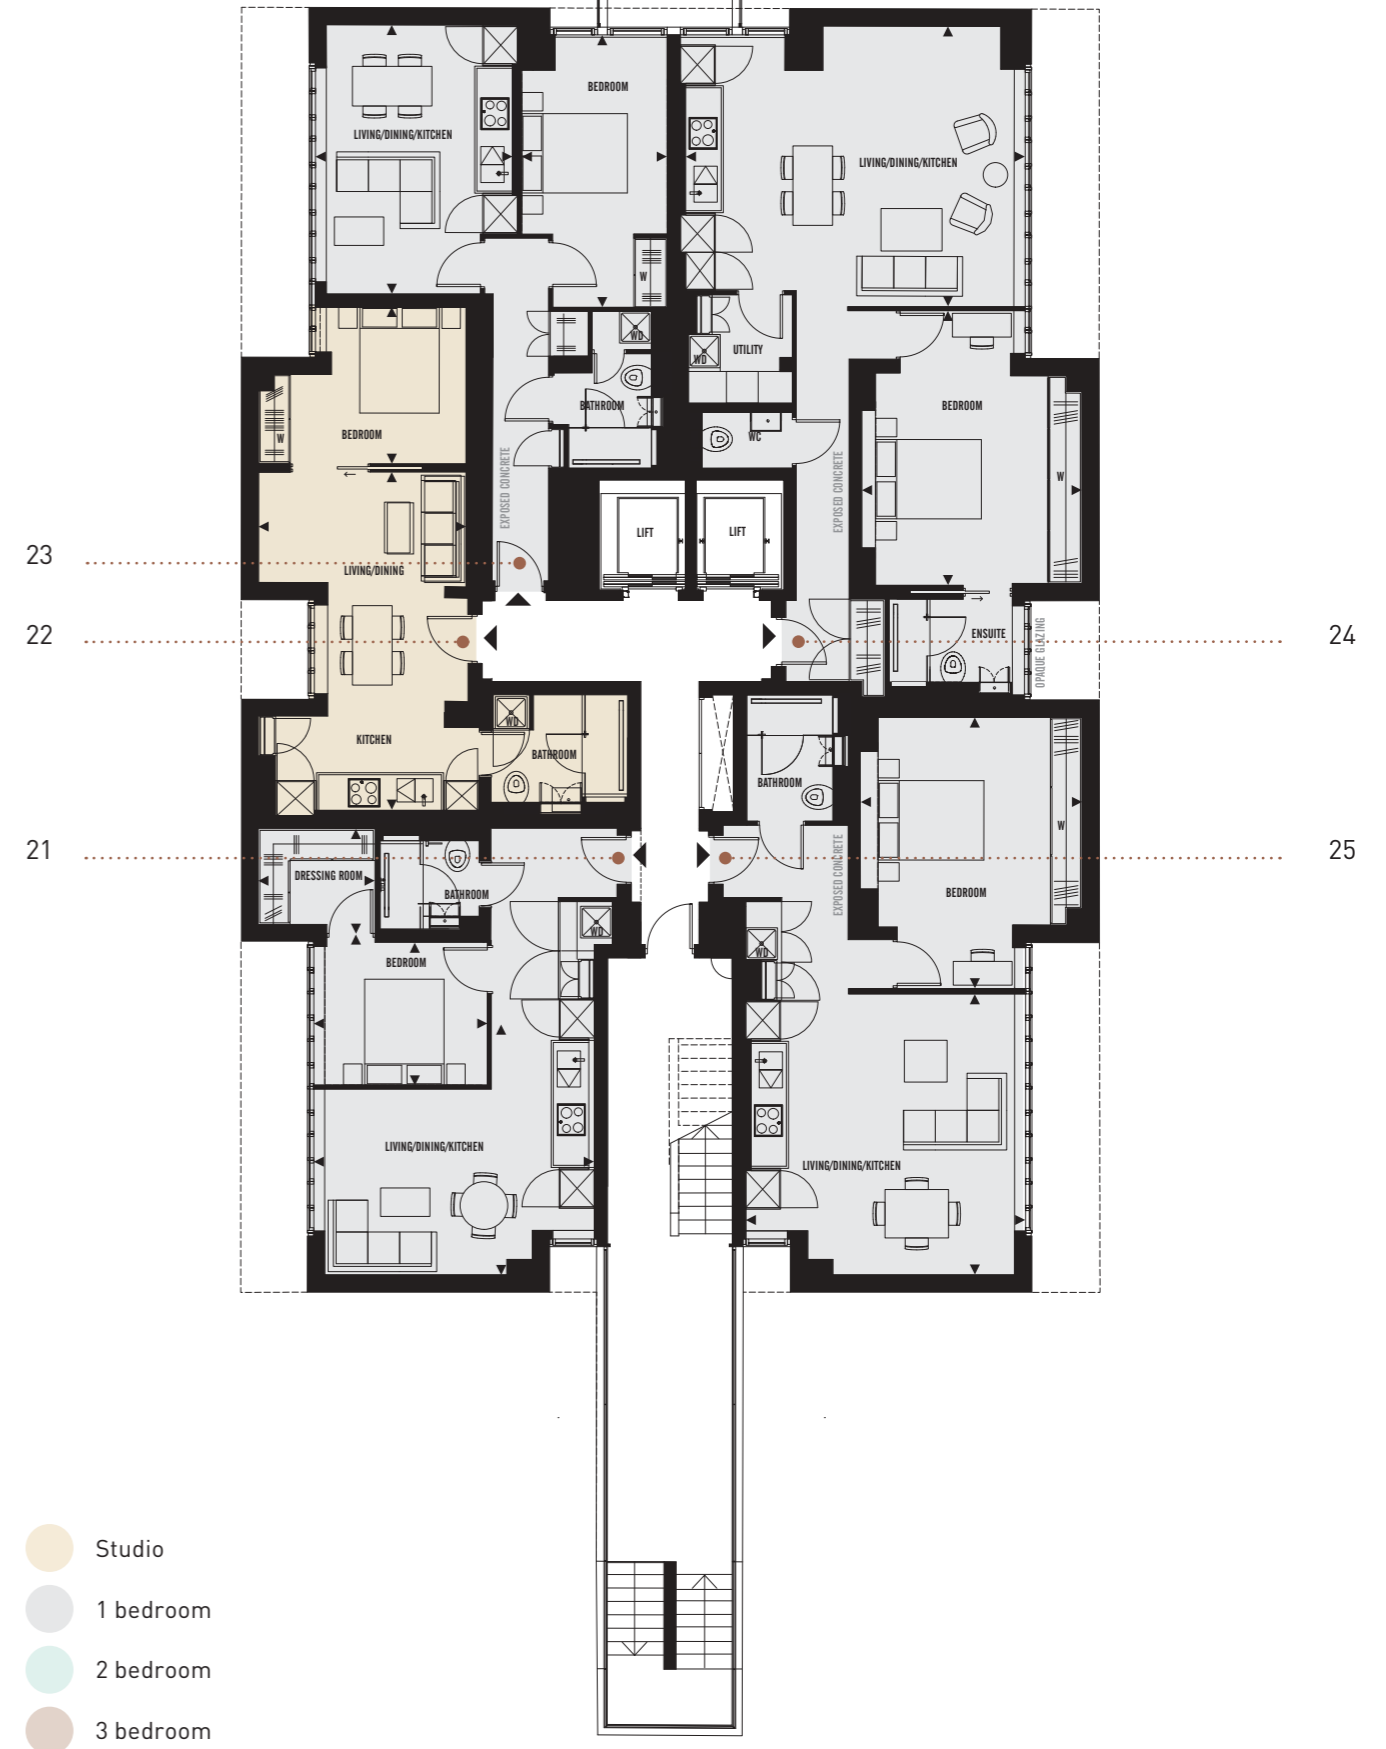 BEDROOM
LIVING/DINING/KITCHEN
LIVING/DINING/KITCHEN
W
WD
UTILITY
WD
BATHROOM
BEDROOM
WC
BEDROOM
W
W
EXPOSED CONCRETE
EXPOSED CONCRETE
LIFT
LIFT
23
LIVING/DINING
22
ENSUITE
OPAQUE GLAZING
24
WD
KITCHEN
BATHROOM
BATHROOM
W
21
25
DRESSING ROOM
BATHROOM
EXPOSED CONCRETE
BEDROOM
WD
WD
BEDROOM
LIVING/DINING/KITCHEN
LIVING/DINING/KITCHEN
Studio
1 bedroom
2 bedroom
3 bedroom